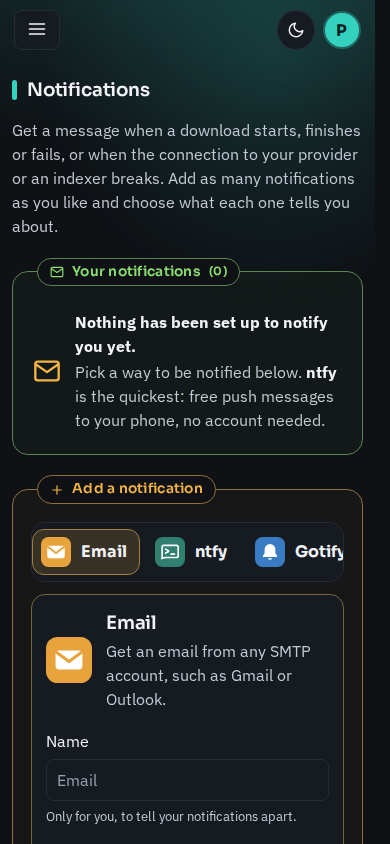 P
Notifications
Get a message when a download starts, finishes
or fails, or when the connection to your provider
or an indexer breaks. Add as many notifications
as you like and choose what each one tells you
about.
Your notifications (0)
Nothing has been set up to notify
you yet.
Pick a way to be notified below. ntfy
is the quickest: free push messages
to your phone, no account needed.
+ Add a notification
Email ntfy Gotify
Email
Get an email from any SMTP
account, such as Gmail or
Outlook.
Name
Email
Only for you, to tell your notifications apart.